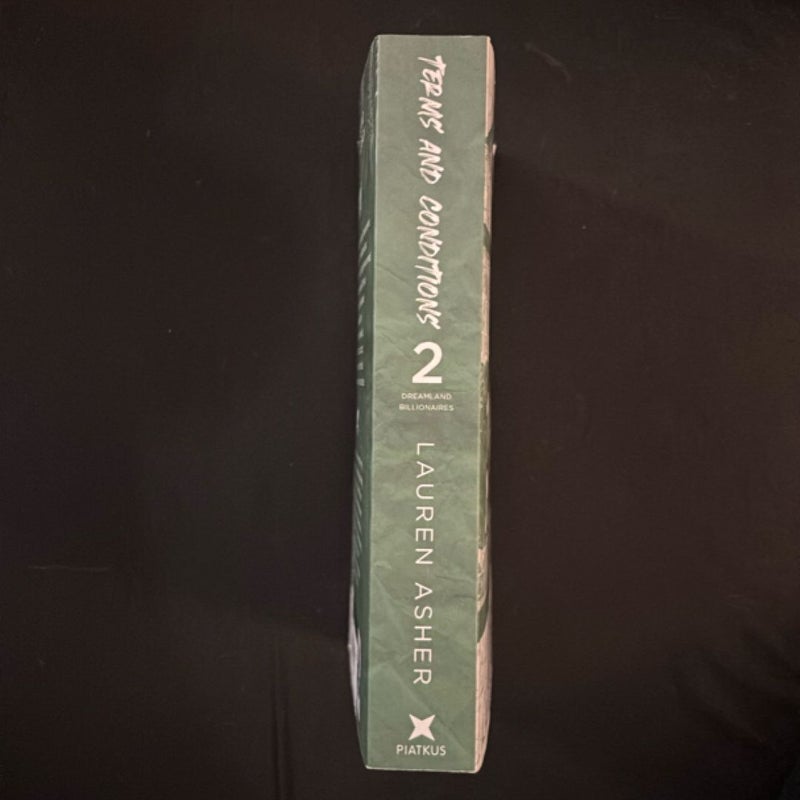 TERMS AND CONDITIONS
2
DREAMLAND
BILLIONAIRES
LAUREN ASHER
PIATKUS